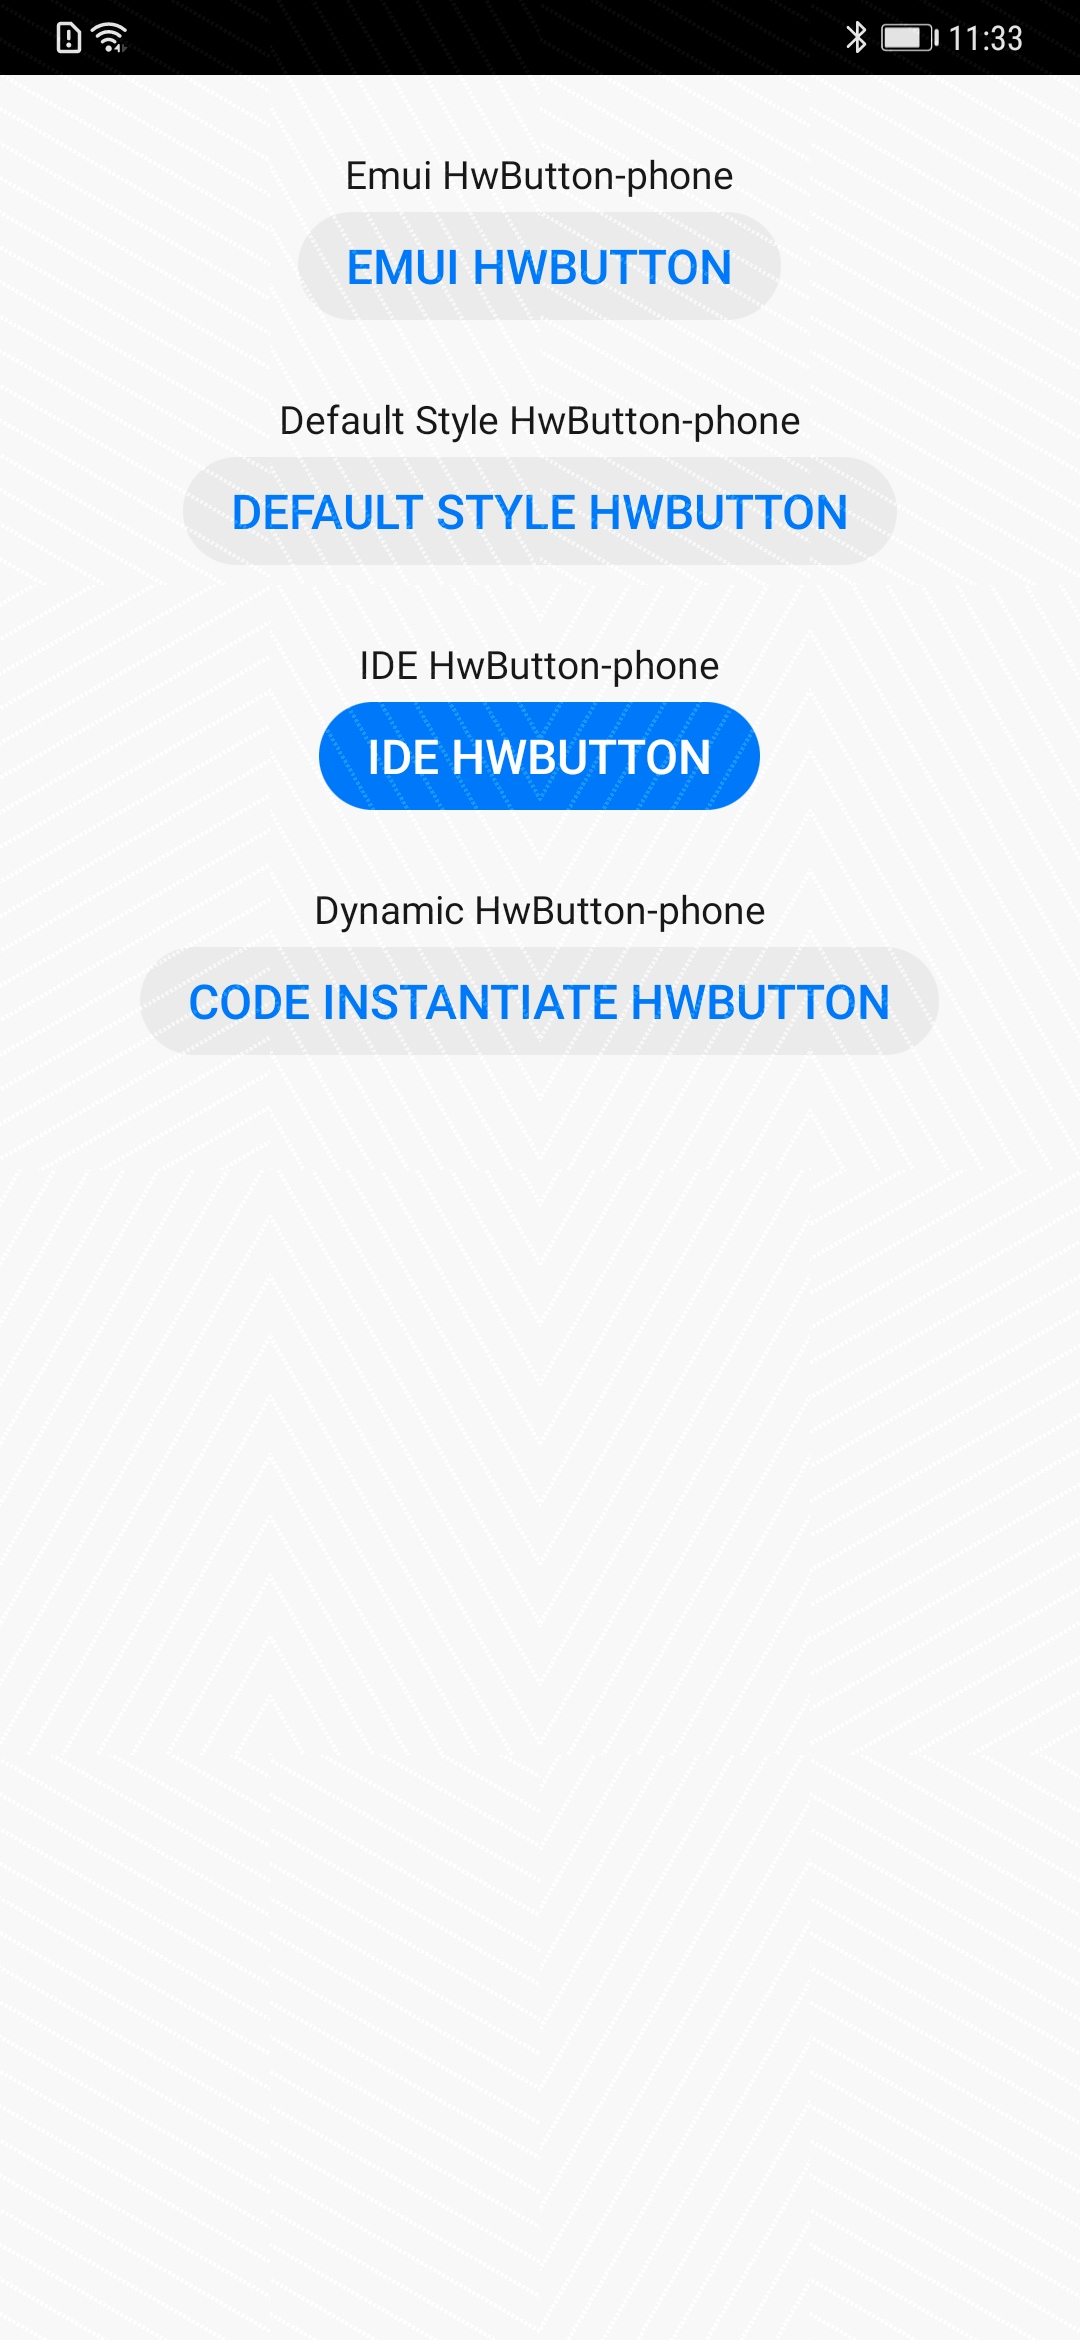 11:33
Emui HwButton-phone
EMUI HWBUTTON
Default Style HwButton-phone
DEFAULT STYLE HWBUTTON
IDE HwButton-phone
IDE HWBUTTON
Dynamic HwButton-phone
CODE INSTANTIATE HWBUTTON